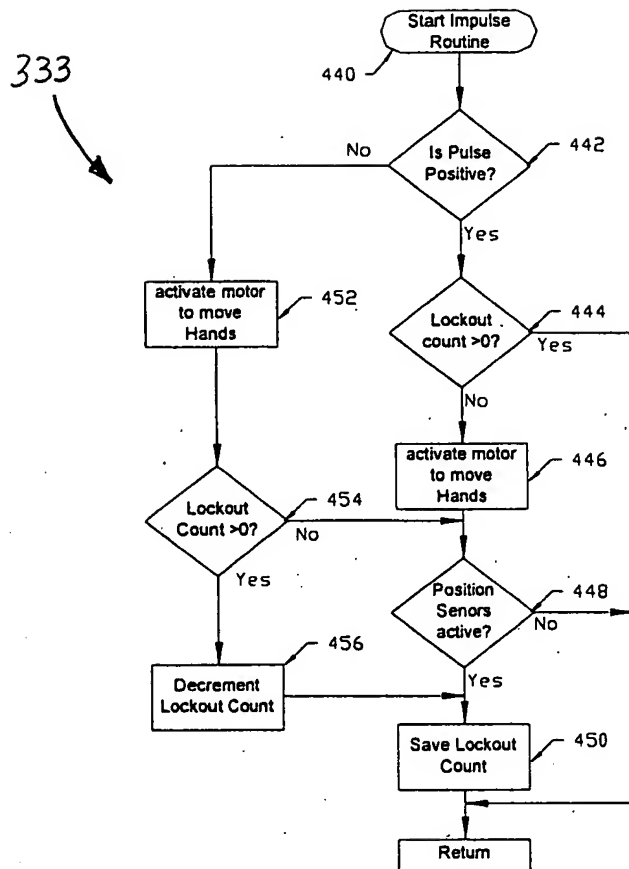 333
Start Impulse
Routine
440
Is Pulse
Positive?
442
No
Yes
activate motor
to move
Hands
452
Lockout
count >0?
444
Yes
No
activate motor
to move
Hands
446
Lockout
Count >0?
454
No
Yes
Position
Senors
active?
448
No
Yes
456
Decrement
Lockout Count
Save Lockout
Count
450
Return